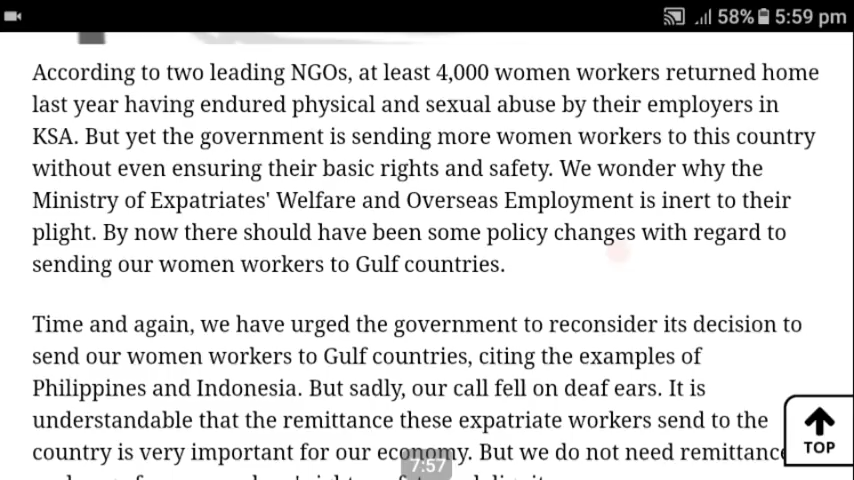 58% 5:59 pm
According to two leading NGOs, at least 4,000 women workers returned home
last year having endured physical and sexual abuse by their employers in
KSA. But yet the government is sending more women workers to this country
without even ensuring their basic rights and safety. We wonder why the
Ministry of Expatriates' Welfare and Overseas Employment is inert to their
plight. By now there should have been some policy changes with regard to
sending our women workers to Gulf countries.
Time and again, we have urged the government to reconsider its decision to
send our women workers to Gulf countries, citing the examples of
Philippines and Indonesia. But sadly, our call fell on deaf ears. It is
understandable that the remittance these expatriate workers send to the
country is very important for our economy. But we do not need remittance
TOP
7:57